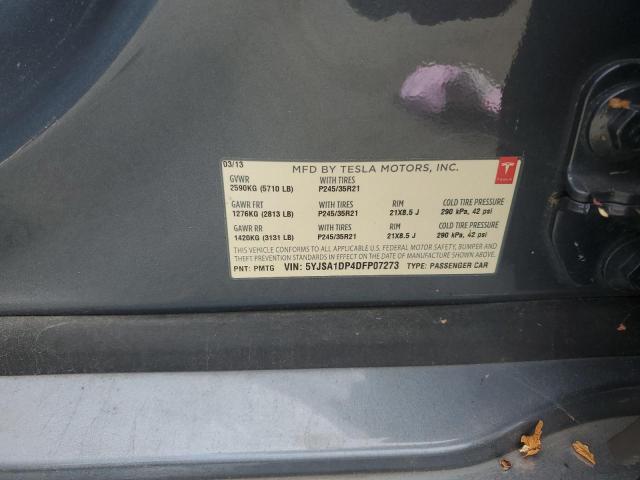 03/13 MFD BY TESLA MOTORS, INC.
GVWR WITH TIRES
2590KG (5710 LB) P245/35R21
GAWR FRT WITH TIRES RIM COLD TIRE PRESSURE
1276KG (2813 LB) P245/35R21 21X8.5 J 290 kPa, 42 psi
GAWR RR WITH TIRES RIM COLD TIRE PRESSURE
1420KG (3131 LB) P245/35R21 21X8.5 J 290 kPa, 42 psi
THIS VEHICLE CONFORMS TO ALL APPLICABLE U.S. FEDERAL MOTOR SAFETY, BUMPER AND
THEFT PREVENTION STANDARDS IN EFFECT ON THE DATE OF MANUFACTURE SHOWN ABOVE.
PNT: PMTG VIN: 5YJSA1DP4DFP07273 TYPE: PASSENGER CAR